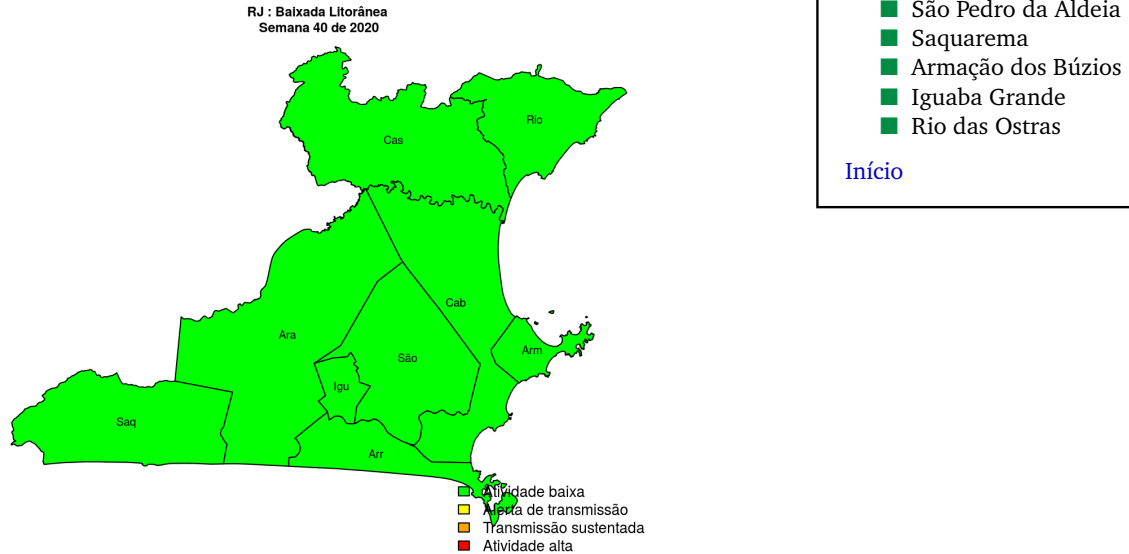 RJ : Baixada Litorânea
Semana 40 de 2020
Rio
Cas
Cab
Ara
Arm
São
Igu
Saq
Arr
Atividade baixa
Alerta de transmissão
Transmissão sustentada
Atividade alta
São Pedro da Aldeia
Saquarema
Armação dos Búzios
Iguaba Grande
Rio das Ostras
Início